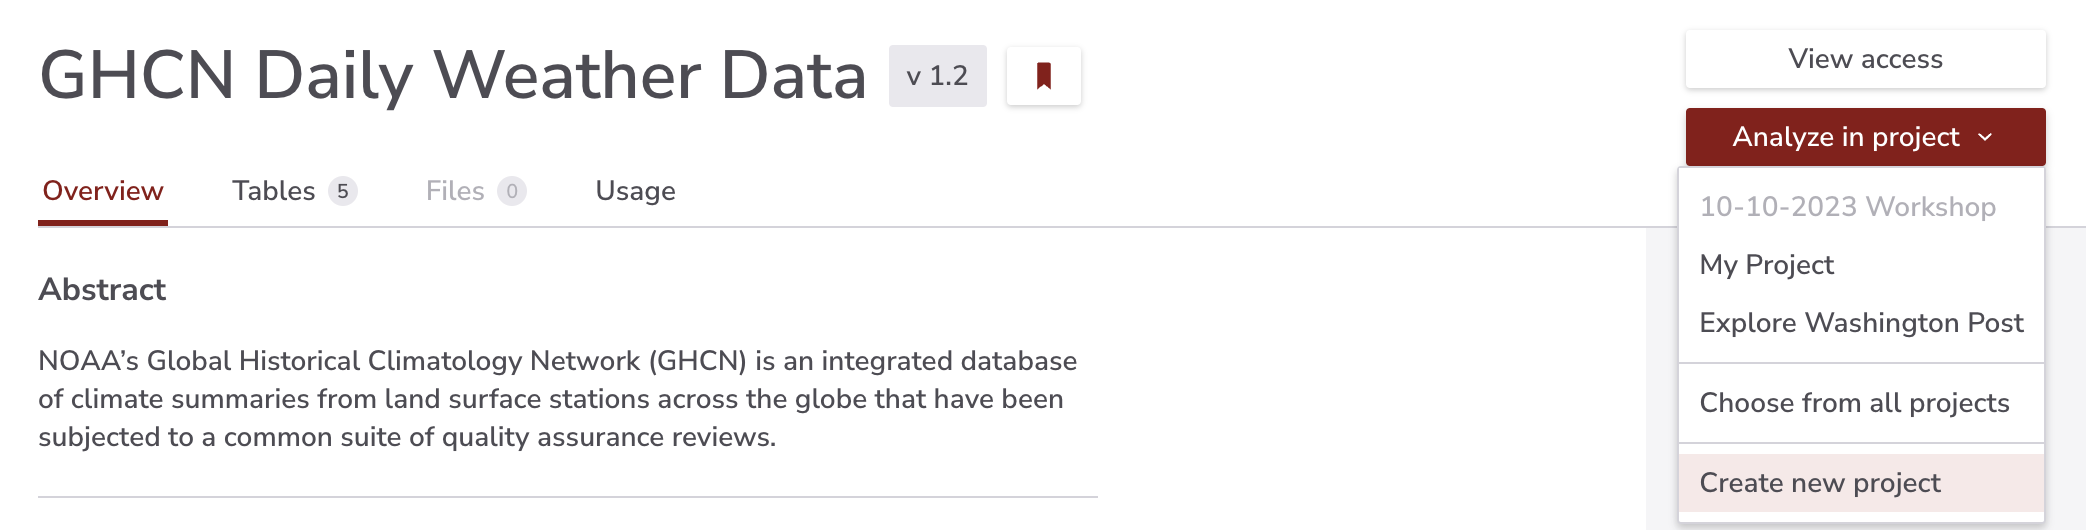 GHCN Daily Weather Data v 1.2
View access
Analyze in project
Overview Tables 5 Files 0 Usage
10-10-2023 Workshop
My Project
Explore Washington Post
Choose from all projects
Create new project
Abstract
NOAA’s Global Historical Climatology Network (GHCN) is an integrated database
of climate summaries from land surface stations across the globe that have been
subjected to a common suite of quality assurance reviews.